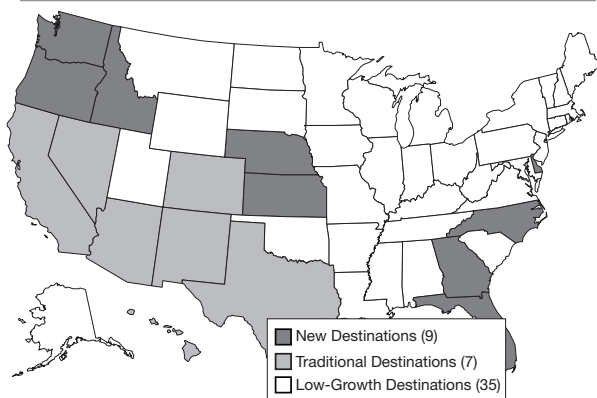 New Destinations (9)
Traditional Destinations (7)
Low-Growth Destinations (35)